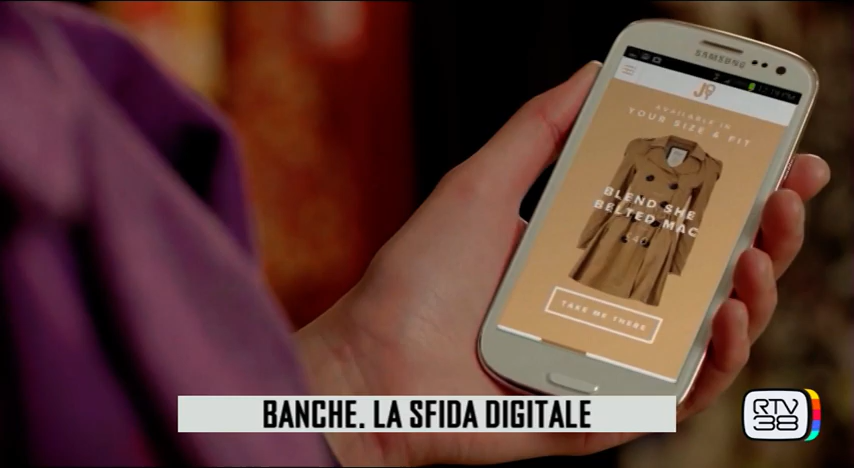 SAMSUNG
AVAILABLE IN
YOUR SIZE & FIT
BLEND SHE
BELTED MAC
TAKE ME THERE
BANCHE. LA SFIDA DIGITALE
RTV
38